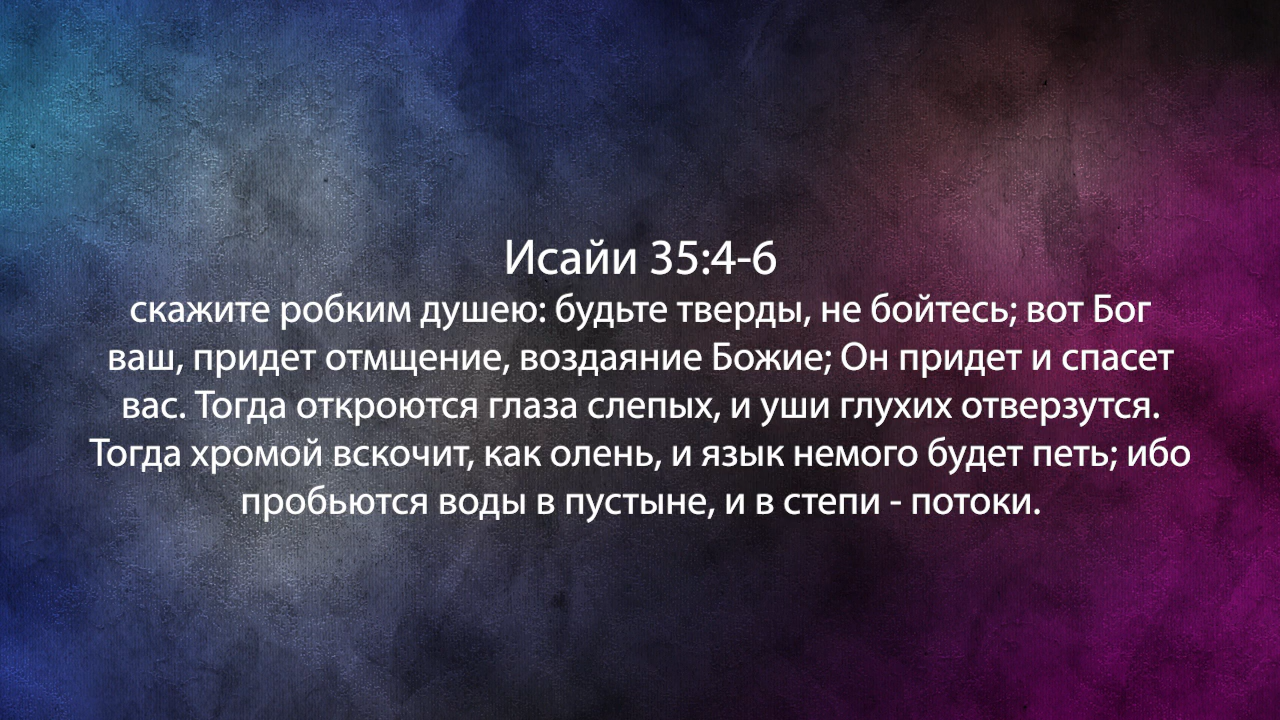 Исайи 35:4-6
скажите робким душею: будьте тверды, не бойтесь; вот Бог
ваш, придет отмщение, воздаяние Божие; Он придет и спасет
вас. Тогда откроются глаза слепых, и уши глухих отверзутся.
Тогда хромой вскочит, как олень, и язык немого будет петь; ибо
пробьются воды в пустыне, и в степи - потоки.